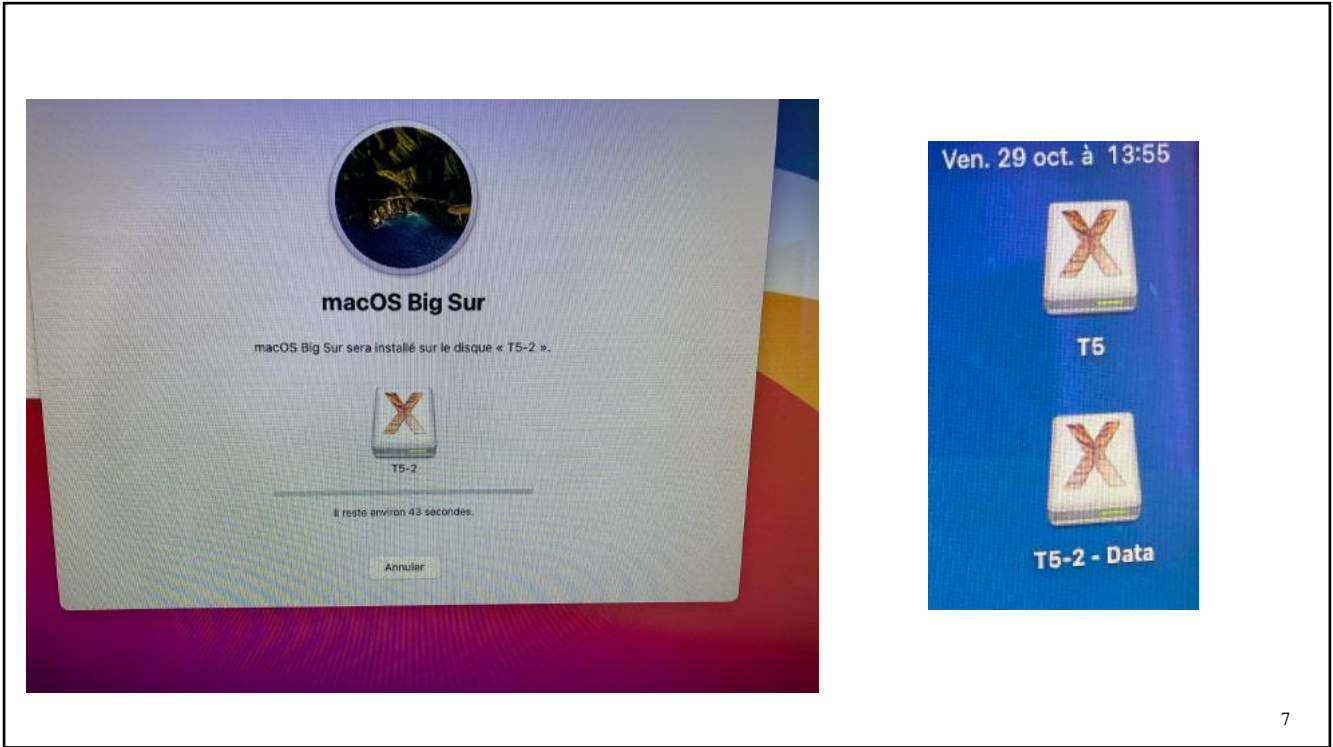 macOS Big Sur
macOS Big Sur sera installé sur le disque « T5-2 ».
T5-2
Il reste environ 43 secondes.
Annuler
Ven. 29 oct. à 13:55
T5
T5-2 - Data
7